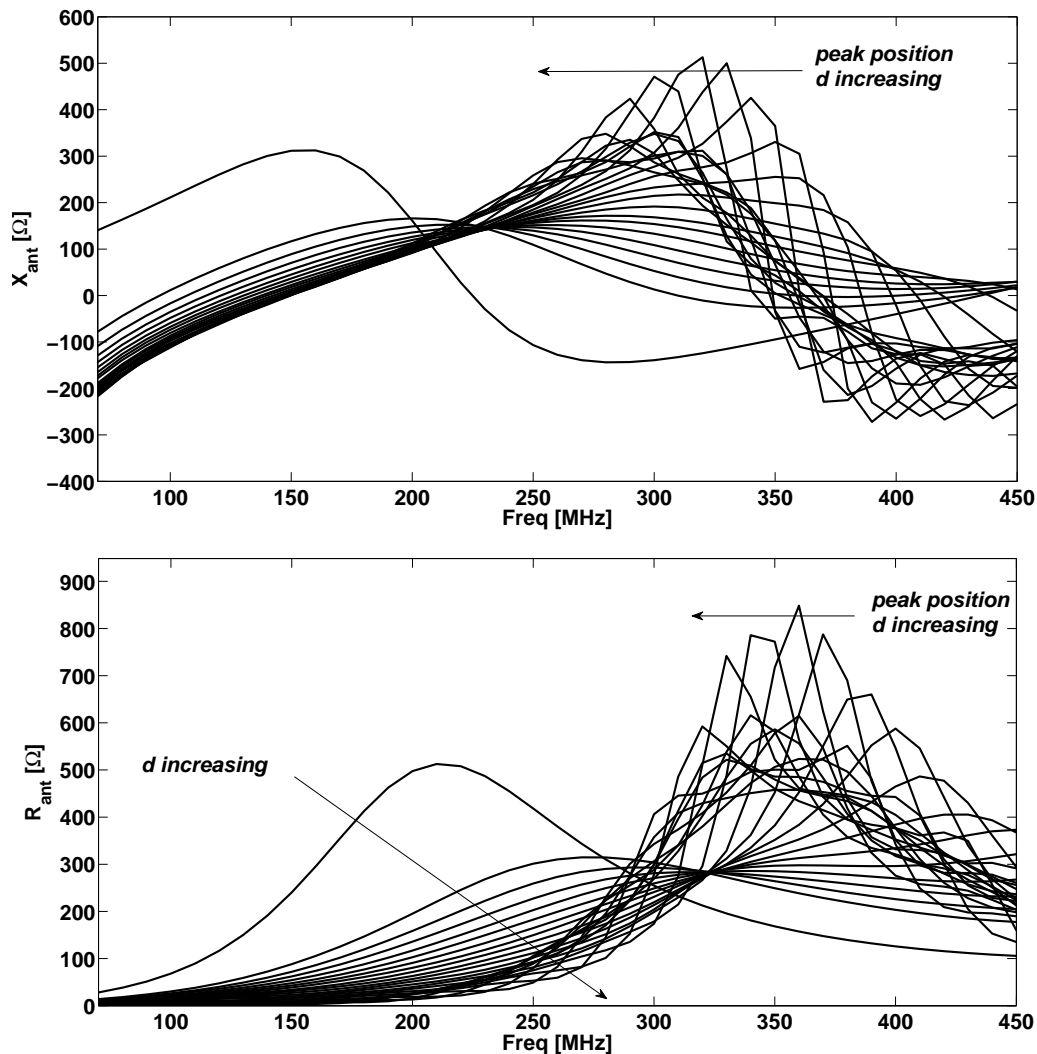 600
500
400
300
200
100
0
−100
−200
−300
−400
X_ant [Ω]
peak position
d increasing
100 150 200 250 300 350 400 450
Freq [MHz]
900
800
700
600
500
400
300
200
100
0
R_ant [Ω]
peak position
d increasing
d increasing
100 150 200 250 300 350 400 450
Freq [MHz]